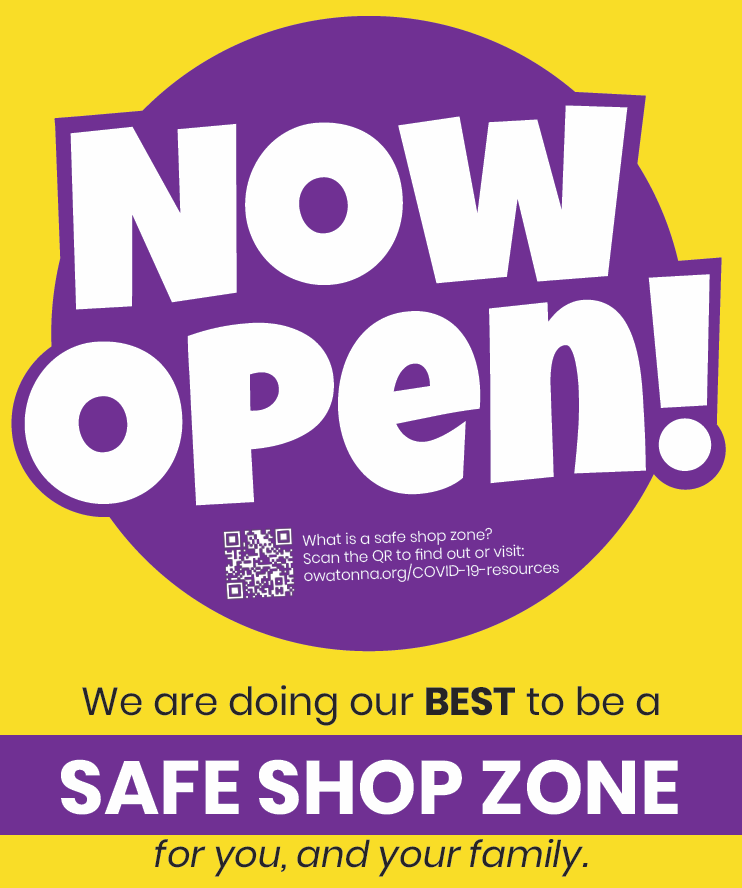 NOW
open!
What is a safe shop zone?
Scan the QR to find out or visit:
owatonna.org/COVID-19-resources
We are doing our BEST to be a
SAFE SHOP ZONE
for you, and your family.